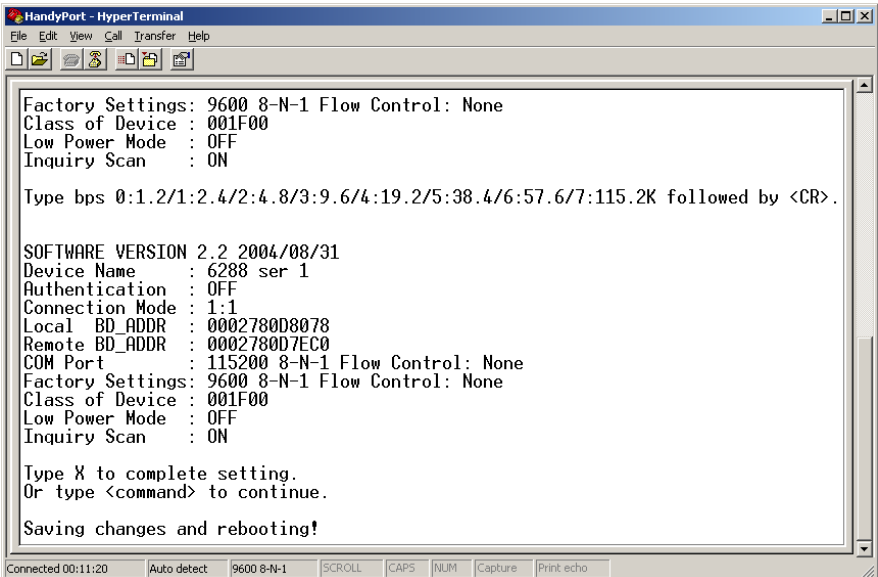 HandyPort - HyperTerminal
File Edit View Call Transfer Help
Factory Settings: 9600 8-N-1 Flow Control: None
Class of Device : 001F00
Low Power Mode : OFF
Inquiry Scan : ON
Type bps 0:1.2/1:2.4/2:4.8/3:9.6/4:19.2/5:38.4/6:57.6/7:115.2K followed by <CR>.
SOFTWARE VERSION 2.2 2004/08/31
Device Name : 6288 ser 1
Authentication : OFF
Connection Mode : 1:1
Local BD_ADDR : 0002780D8078
Remote BD_ADDR : 0002780D7EC0
COM Port : 115200 8-N-1 Flow Control: None
Factory Settings: 9600 8-N-1 Flow Control: None
Class of Device : 001F00
Low Power Mode : OFF
Inquiry Scan : ON
Type X to complete setting.
Or type <command> to continue.
Saving changes and rebooting!
Connected 00:11:20 Auto detect 9600 8-N-1 SCROLL CAPS NUM Capture Print echo